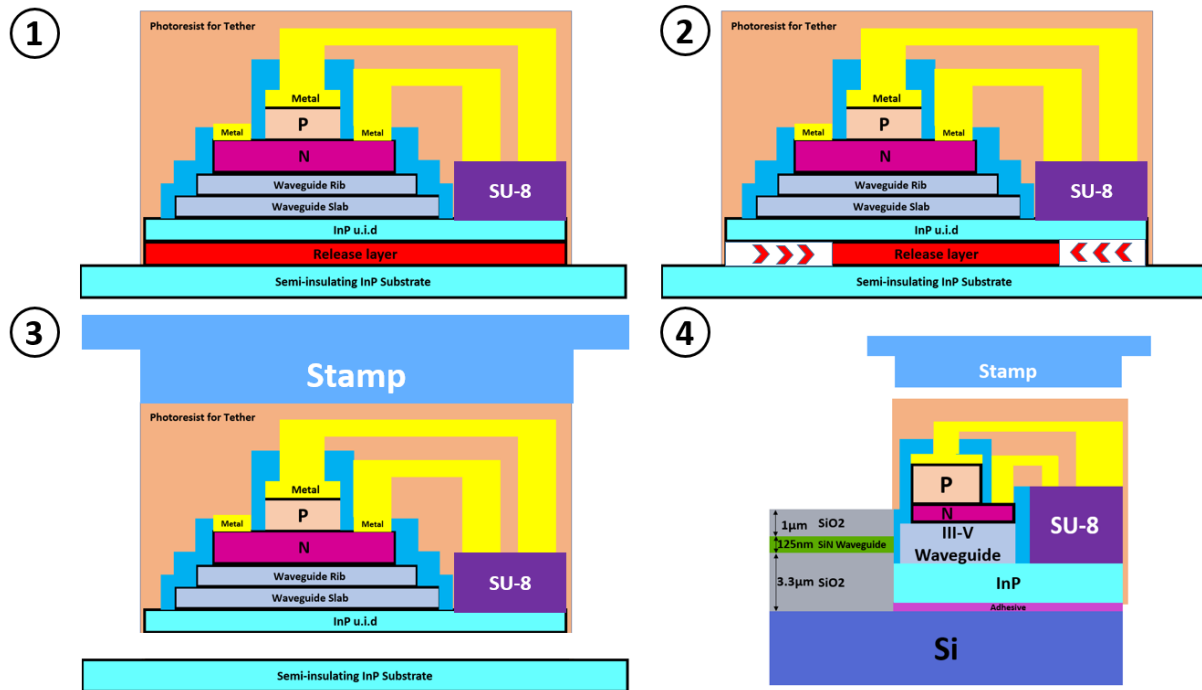 1
Photoresist for Tether
Metal
P
Metal
Metal
N
Waveguide Rib
Waveguide Slab
SU-8
InP u.i.d
Release layer
Semi-insulating InP Substrate
2
Photoresist for Tether
Metal
P
Metal
Metal
N
Waveguide Rib
Waveguide Slab
SU-8
InP u.i.d
Release layer
Semi-insulating InP Substrate
3
Stamp
Photoresist for Tether
Metal
P
Metal
Metal
N
Waveguide Rib
Waveguide Slab
SU-8
InP u.i.d
Semi-insulating InP Substrate
4
Stamp
P
N
III-V
Waveguide
SU-8
1μm SiO2
125nm SiN Waveguide
3.3μm SiO2
InP
Adhesive
Si